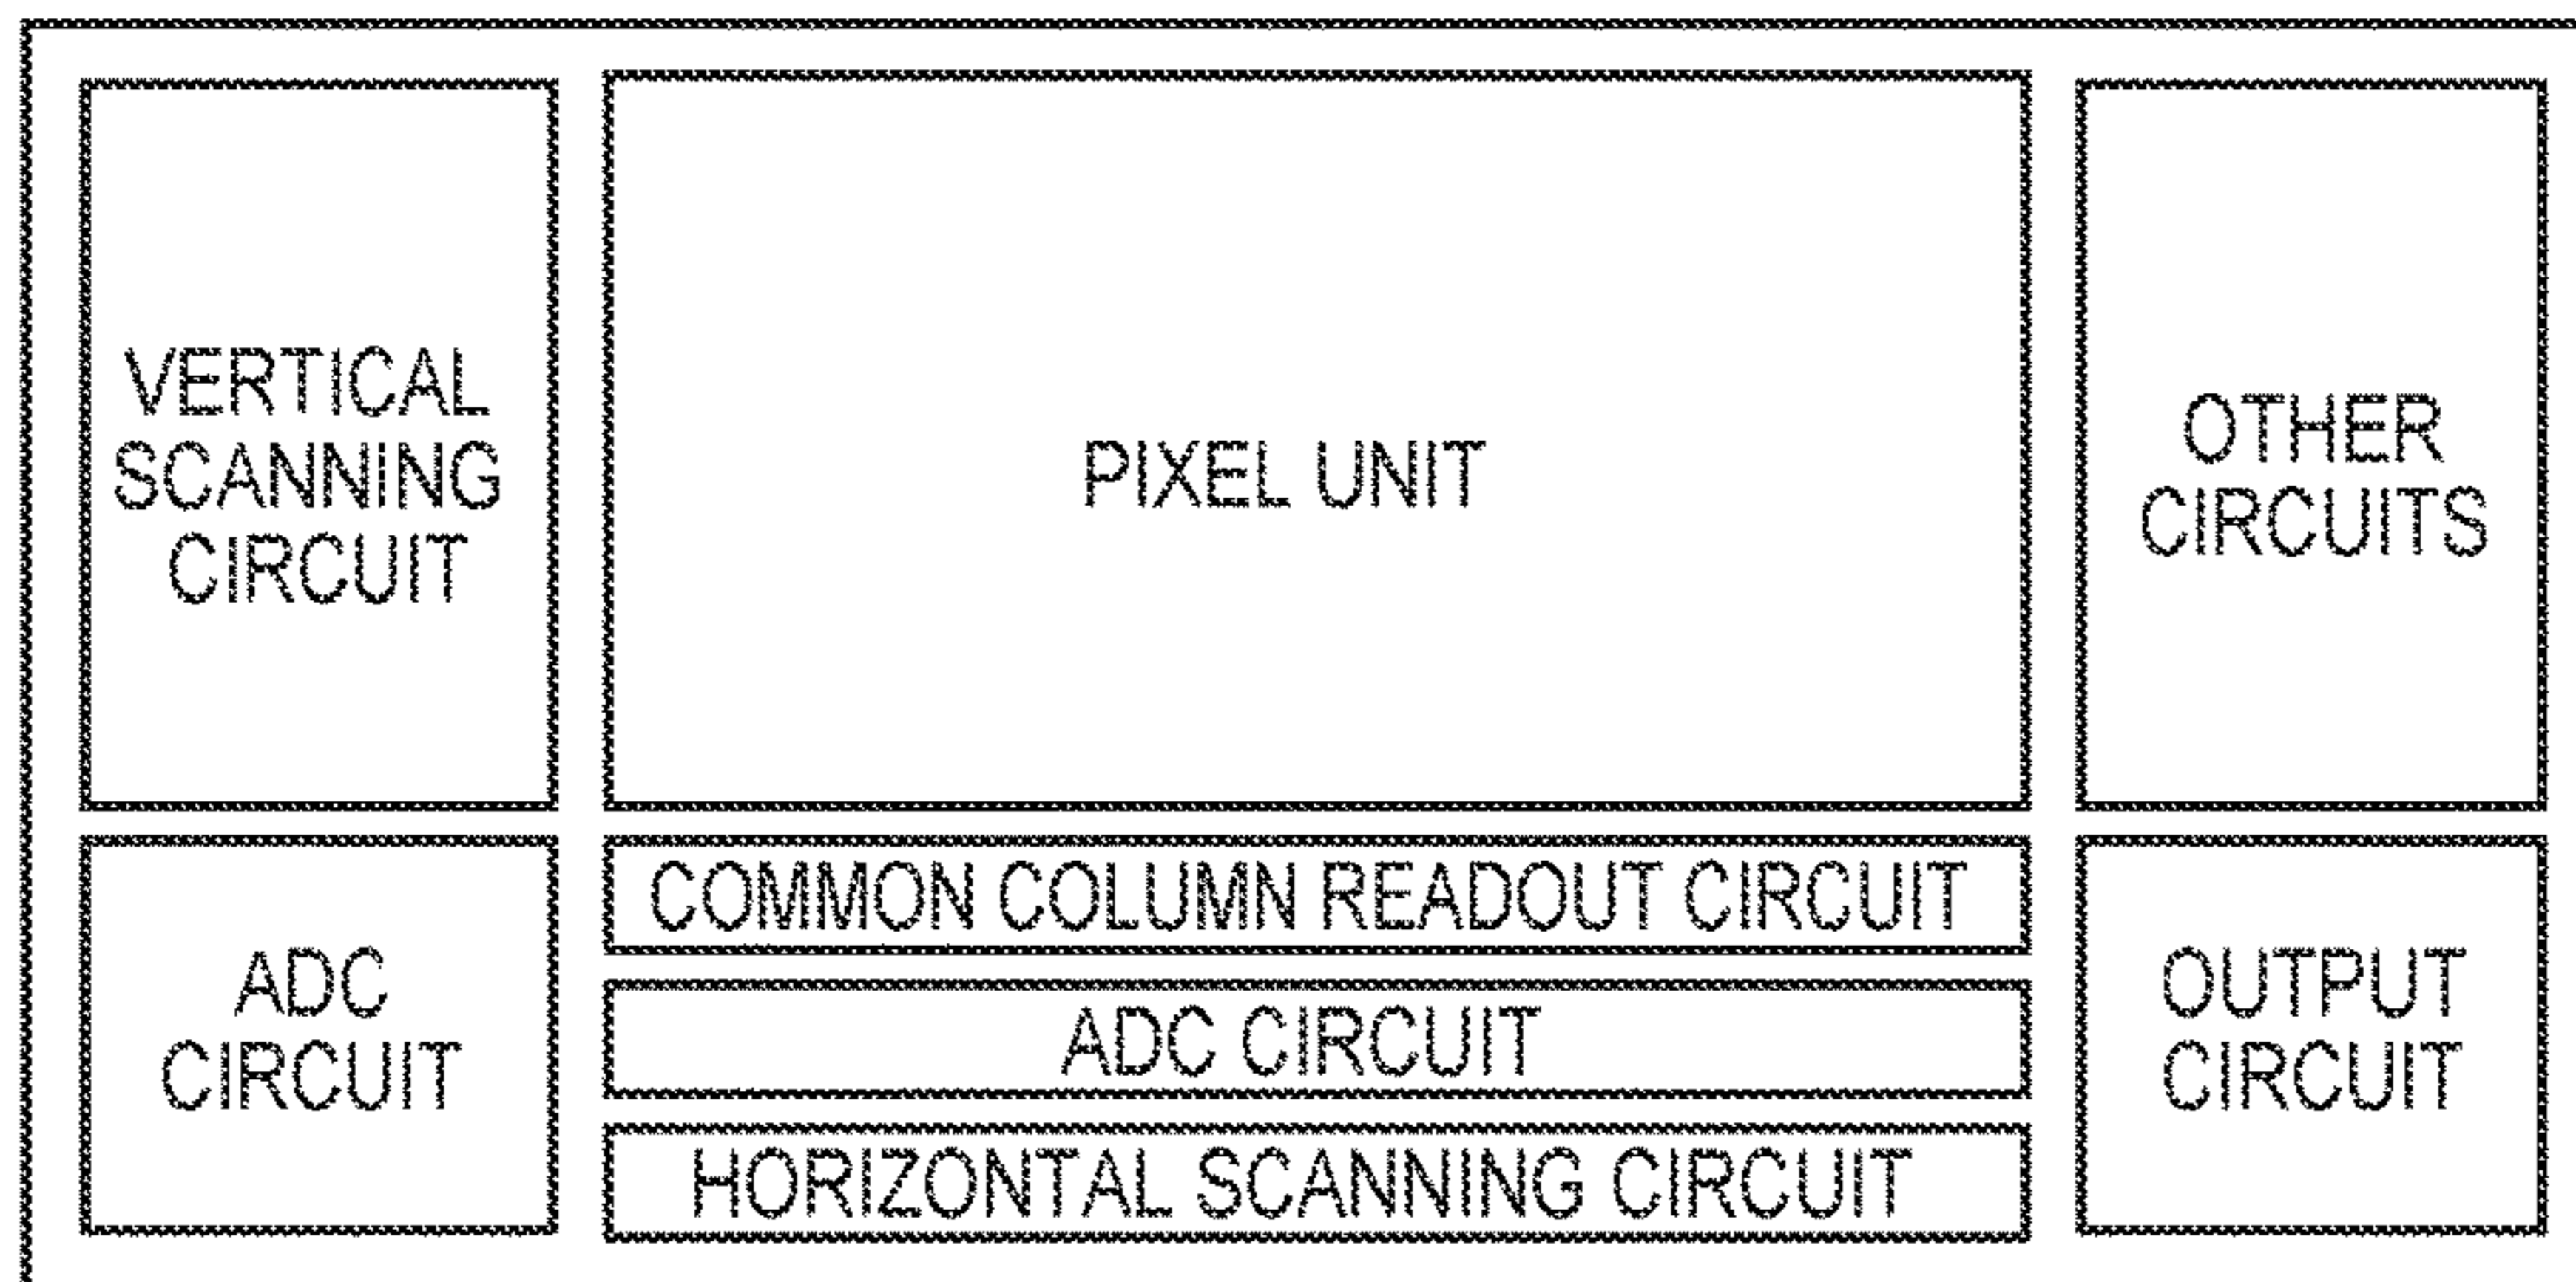 VERTICAL
SCANNING
CIRCUIT
PIXEL UNIT
OTHER
CIRCUITS
ADC
CIRCUIT
COMMON COLUMN READOUT CIRCUIT
ADC CIRCUIT
HORIZONTAL SCANNING CIRCUIT
OUTPUT
CIRCUIT